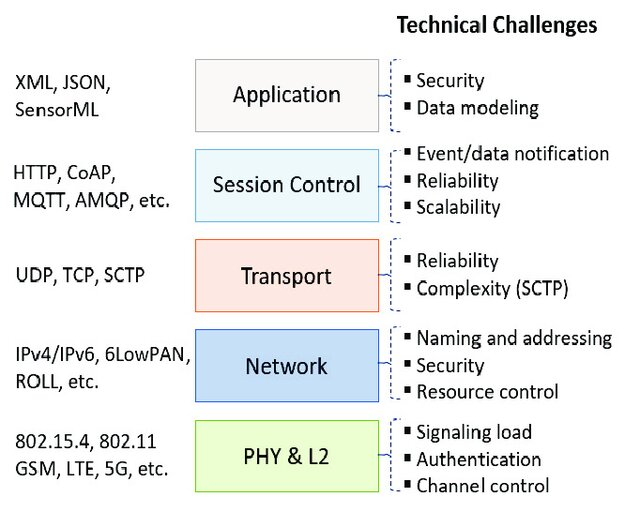 Technical Challenges
XML, JSON,
SensorML
Application
▪ Security
▪ Data modeling
HTTP, CoAP,
MQTT, AMQP, etc.
Session Control
▪ Event/data notification
▪ Reliability
▪ Scalability
UDP, TCP, SCTP
Transport
▪ Reliability
▪ Complexity (SCTP)
IPv4/IPv6, 6LowPAN,
ROLL, etc.
Network
▪ Naming and addressing
▪ Security
▪ Resource control
802.15.4, 802.11
GSM, LTE, 5G, etc.
PHY & L2
▪ Signaling load
▪ Authentication
▪ Channel control